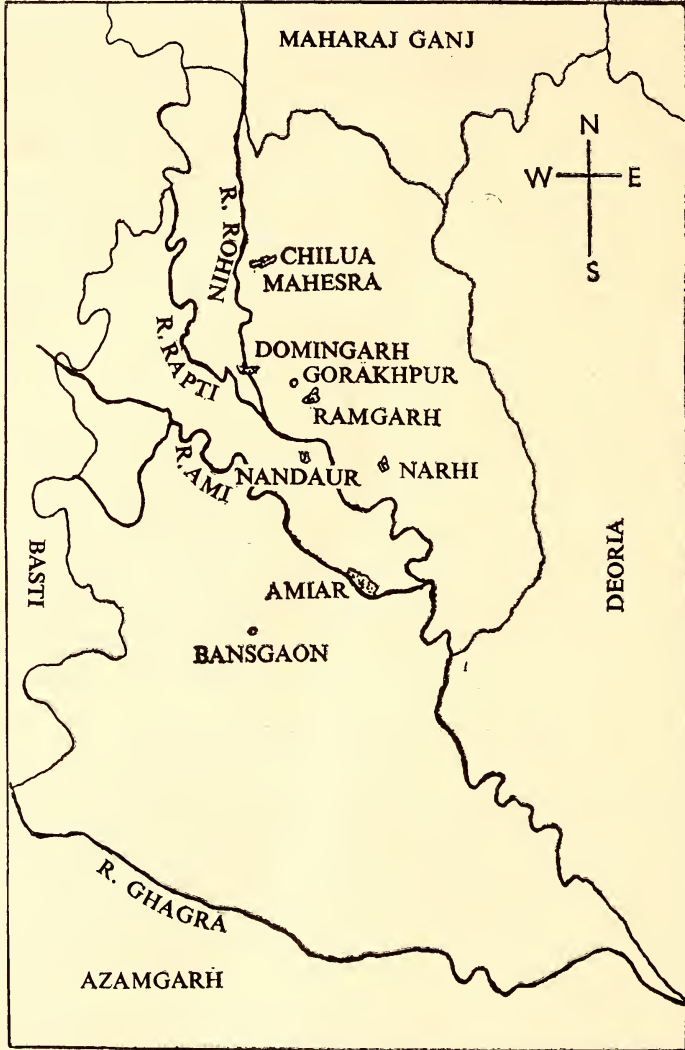 MAHARAJ GANJ
N
W E
S
R. ROHIN
CHILUA
MAHESRA
R. RAPTI
DOMINGARH
GORAKHPUR
RAMGARH
R. AMI
NANDAUR
NARHI
BASTI
DEORIA
AMIAR
BANSGAON
R. GHAGRA
AZAMGARH